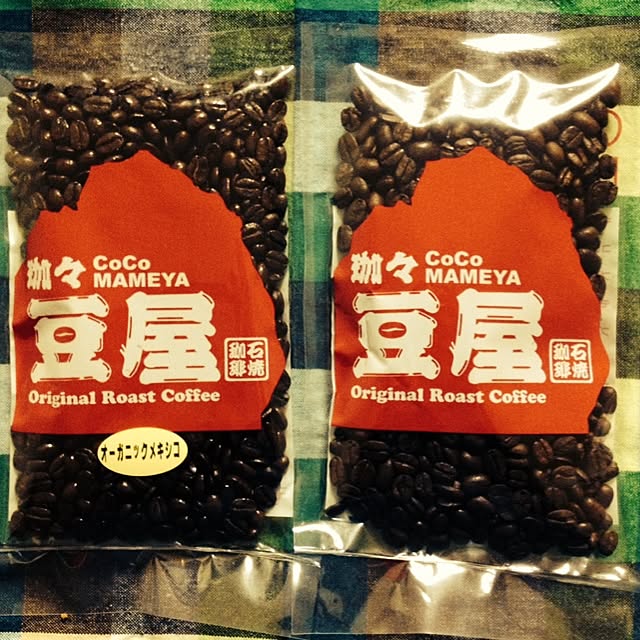 珈々 CoCo
MAMEYA
豆屋
石焼
珈琲
Original Roast Coffee
オーガニックメキシコ
珈々 CoCo
MAMEYA
豆屋
石焼
珈琲
Original Roast Coffee